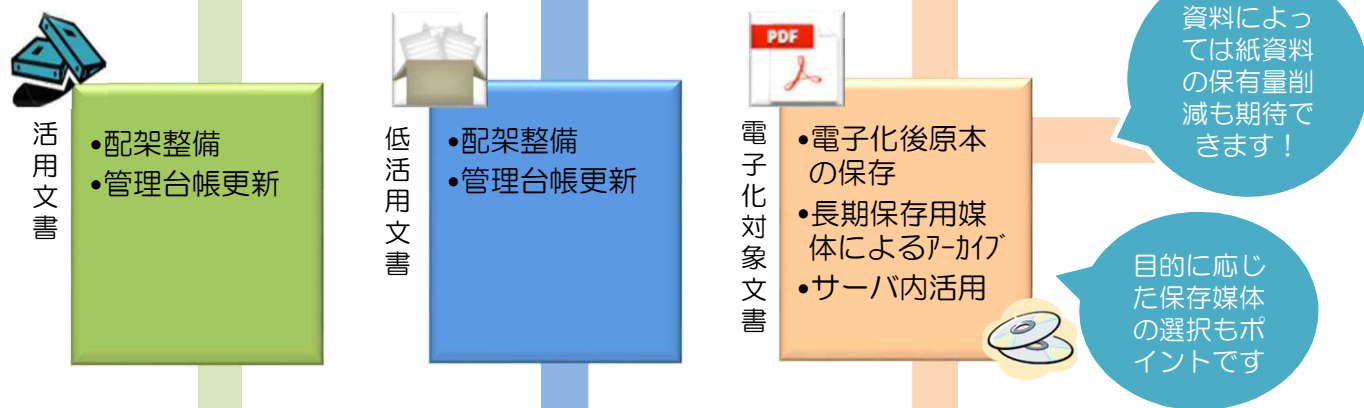 活用文書
•配架整備
•管理台帳更新
低活用文書
•配架整備
•管理台帳更新
PDF
電子化対象文書
•電子化後原本
の保存
•長期保存用媒
体によるｱｰｶｲﾌﾞ
•サーバ内活用
資料によっ
ては紙資料
の保有量削
減も期待で
きます！
目的に応じ
た保存媒体
の選択もポ
イントです